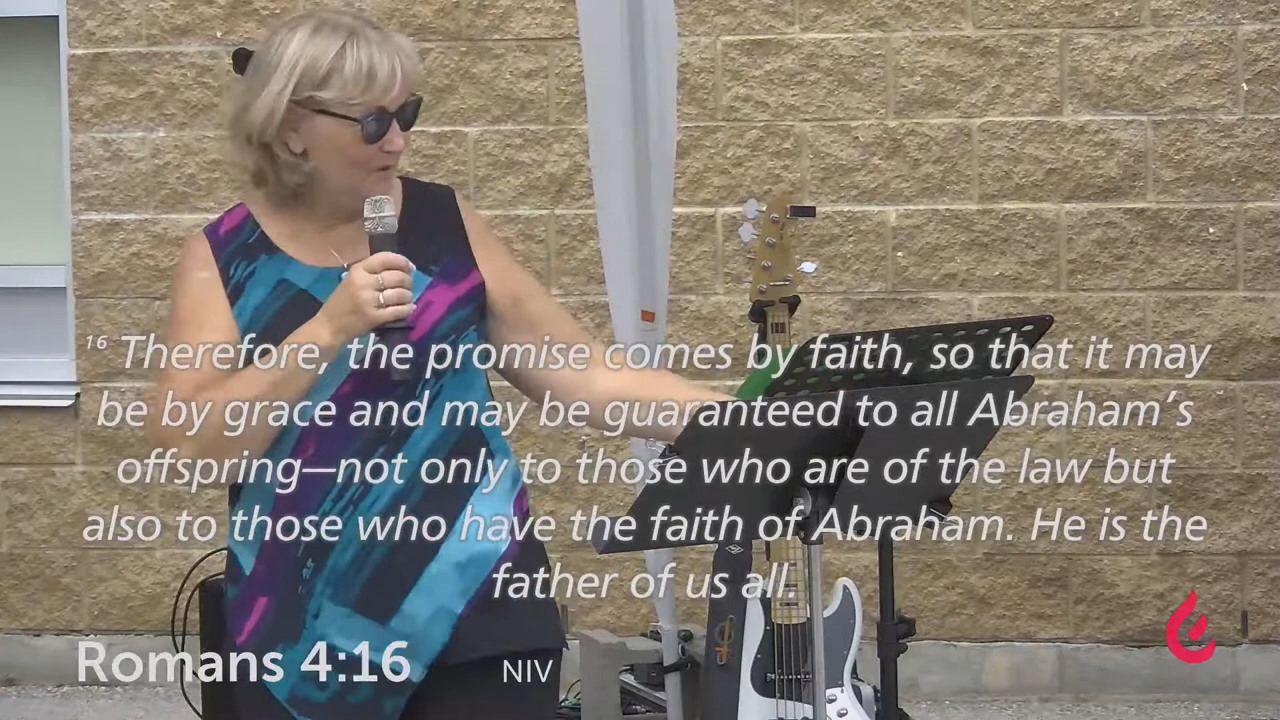 16 Therefore, the promise comes by faith, so that it may
be by grace and may be guaranteed to all Abraham's
offspring—not only to those who are of the law but
also to those who have the faith of Abraham. He is the
father of us all.
Romans 4:16 NIV